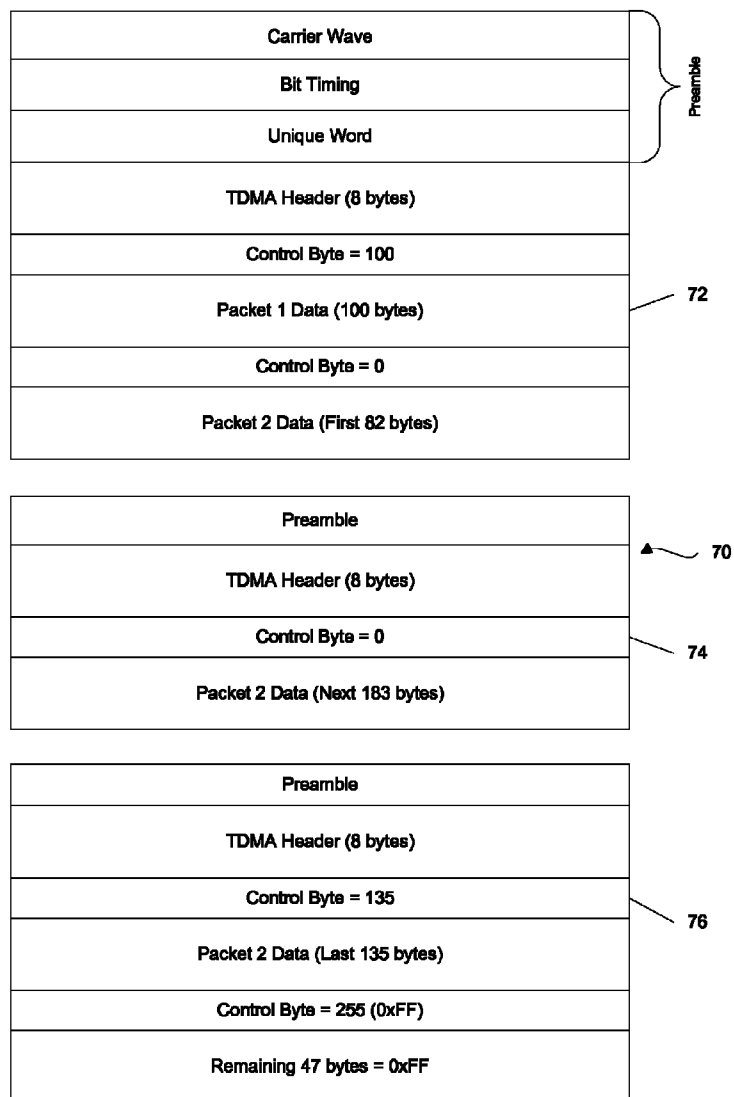 Carrier Wave
Bit Timing
Unique Word
Preamble
TDMA Header (8 bytes)
Control Byte = 100
Packet 1 Data (100 bytes)
72
Control Byte = 0
Packet 2 Data (First 82 bytes)
Preamble
70
TDMA Header (8 bytes)
Control Byte = 0
74
Packet 2 Data (Next 183 bytes)
Preamble
TDMA Header (8 bytes)
Control Byte = 135
76
Packet 2 Data (Last 135 bytes)
Control Byte = 255 (0xFF)
Remaining 47 bytes = 0xFF